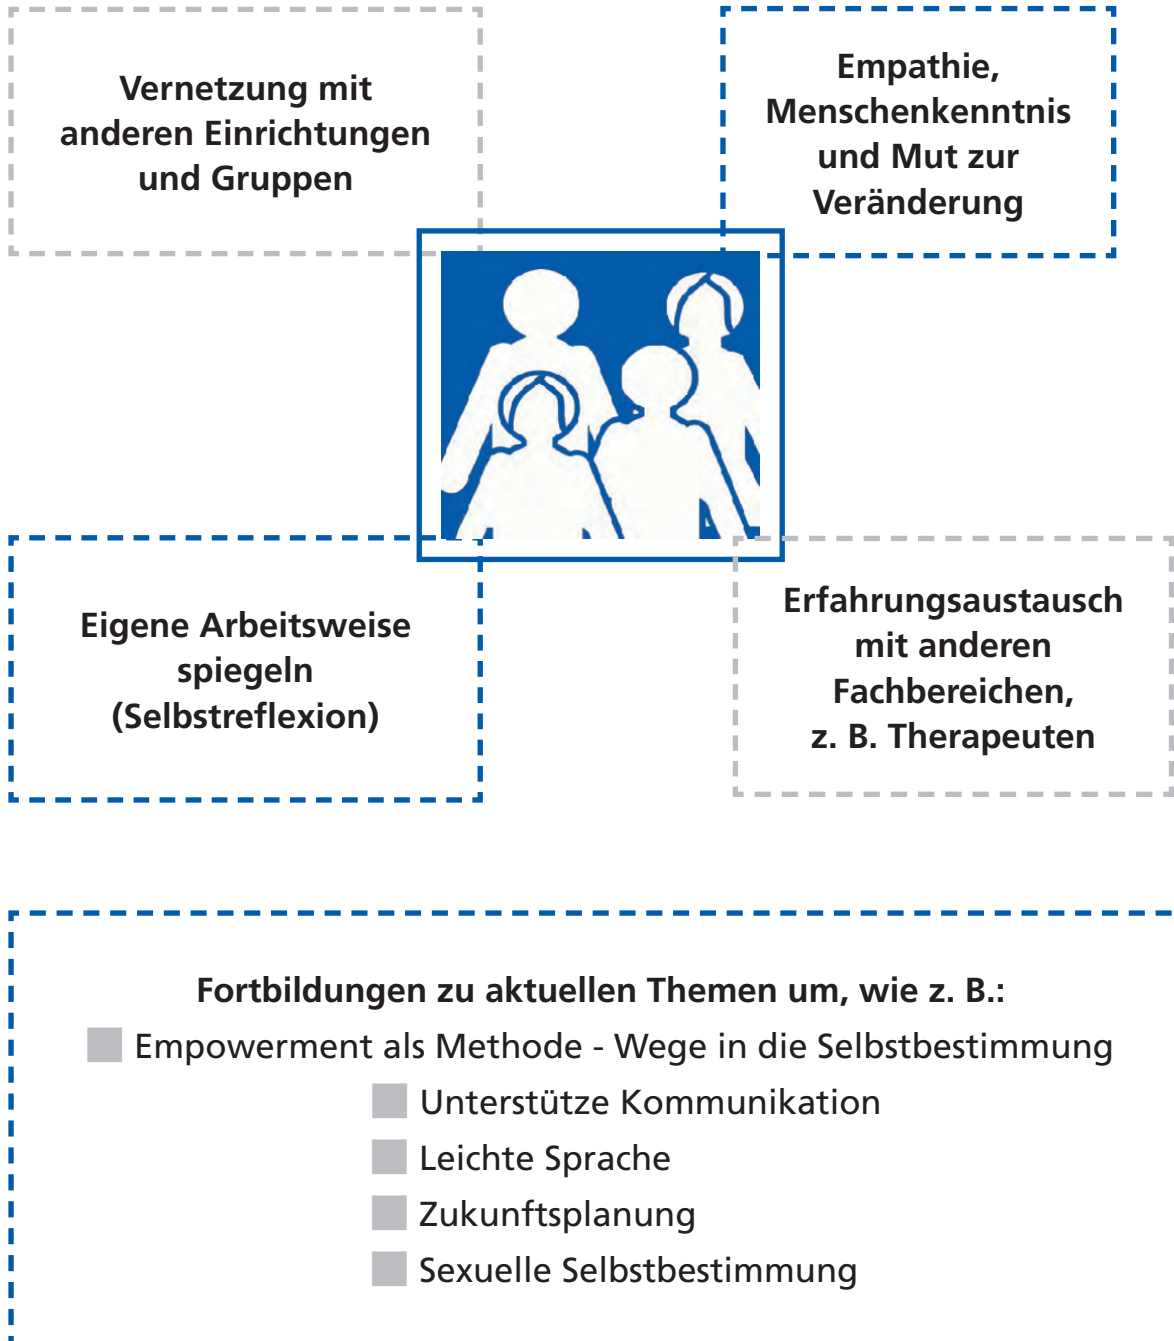 Vernetzung mit
anderen Einrichtungen
und Gruppen
Empathie,
Menschenkenntnis
und Mut zur
Veränderung
Eigene Arbeitsweise
spiegeln
(Selbstreflexion)
Erfahrungsaustausch
mit anderen
Fachbereichen,
z. B. Therapeuten
Fortbildungen zu aktuellen Themen um, wie z. B.:
Empowerment als Methode - Wege in die Selbstbestimmung
Unterstütze Kommunikation
Leichte Sprache
Zukunftsplanung
Sexuelle Selbstbestimmung